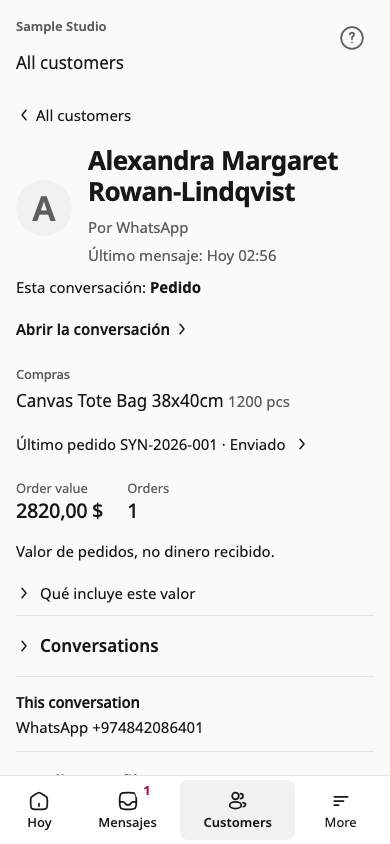 Sample Studio
All customers
All customers
A
Alexandra Margaret
Rowan-Lindqvist
Por WhatsApp
Último mensaje: Hoy 02:56
Esta conversación: Pedido
Abrir la conversación
Compras
Canvas Tote Bag 38x40cm 1200 pcs
Último pedido SYN-2026-001 · Enviado
Order value Orders
2820,00 $ 1
Valor de pedidos, no dinero recibido.
Qué incluye este valor
Conversations
This conversation
WhatsApp +974842086401
1
Hoy Mensajes Customers More